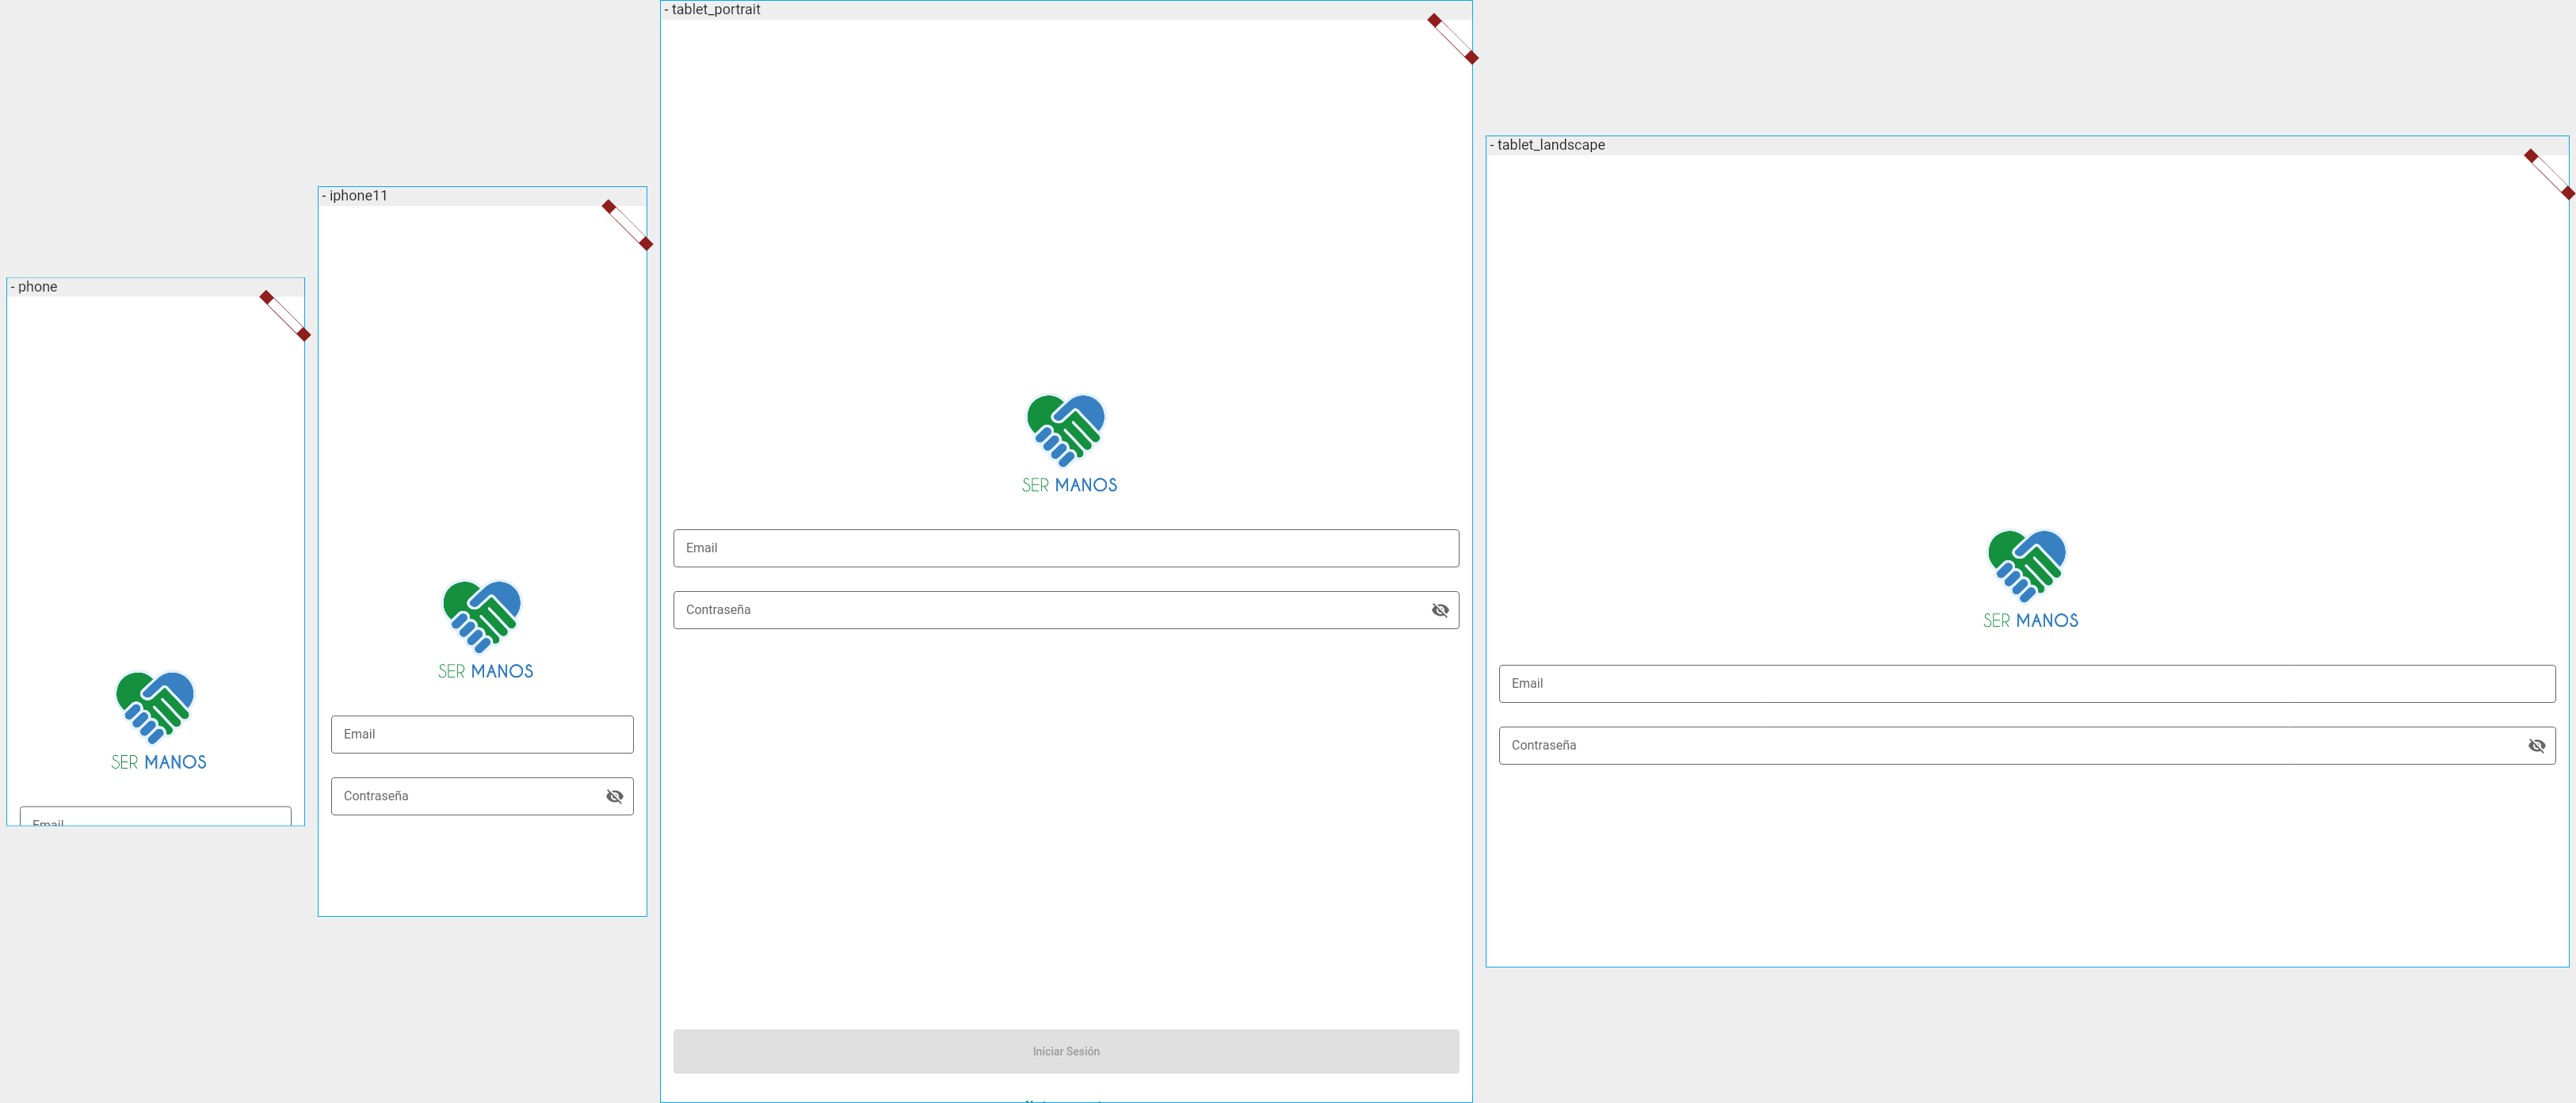 - phone
SER MANOS
Email
- iphone11
SER MANOS
Email
Contraseña
- tablet_portrait
SER MANOS
Email
Contraseña
Iniciar Sesión
- tablet_landscape
SER MANOS
Email
Contraseña